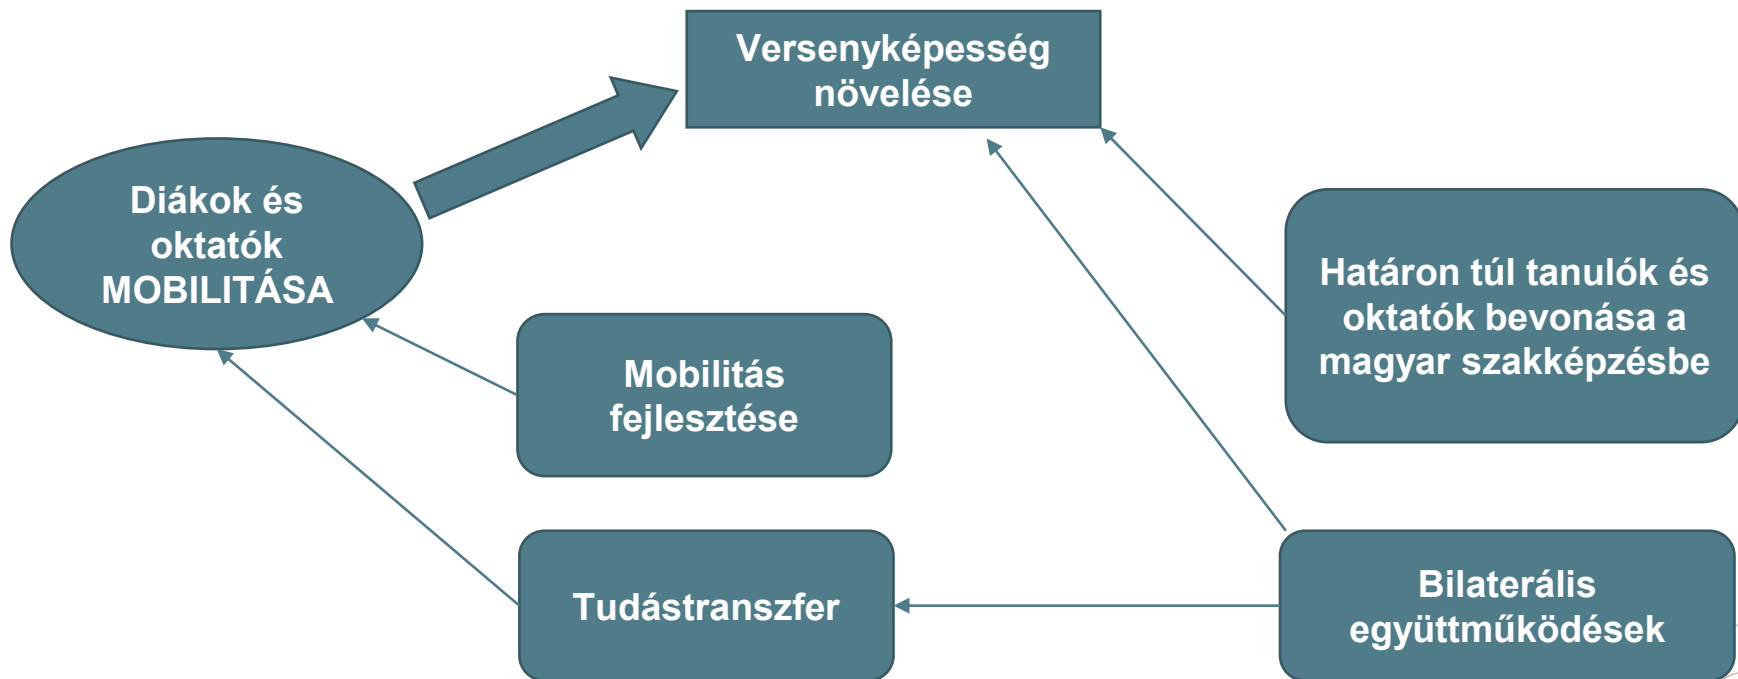 Versenyképesség
növelése
Diákok és
oktatók
MOBILITÁSA
Határon túl tanulók és
oktatók bevonása a
magyar szakképzésbe
Mobilitás
fejlesztése
Tudástranszfer
Bilaterális
együttműködések